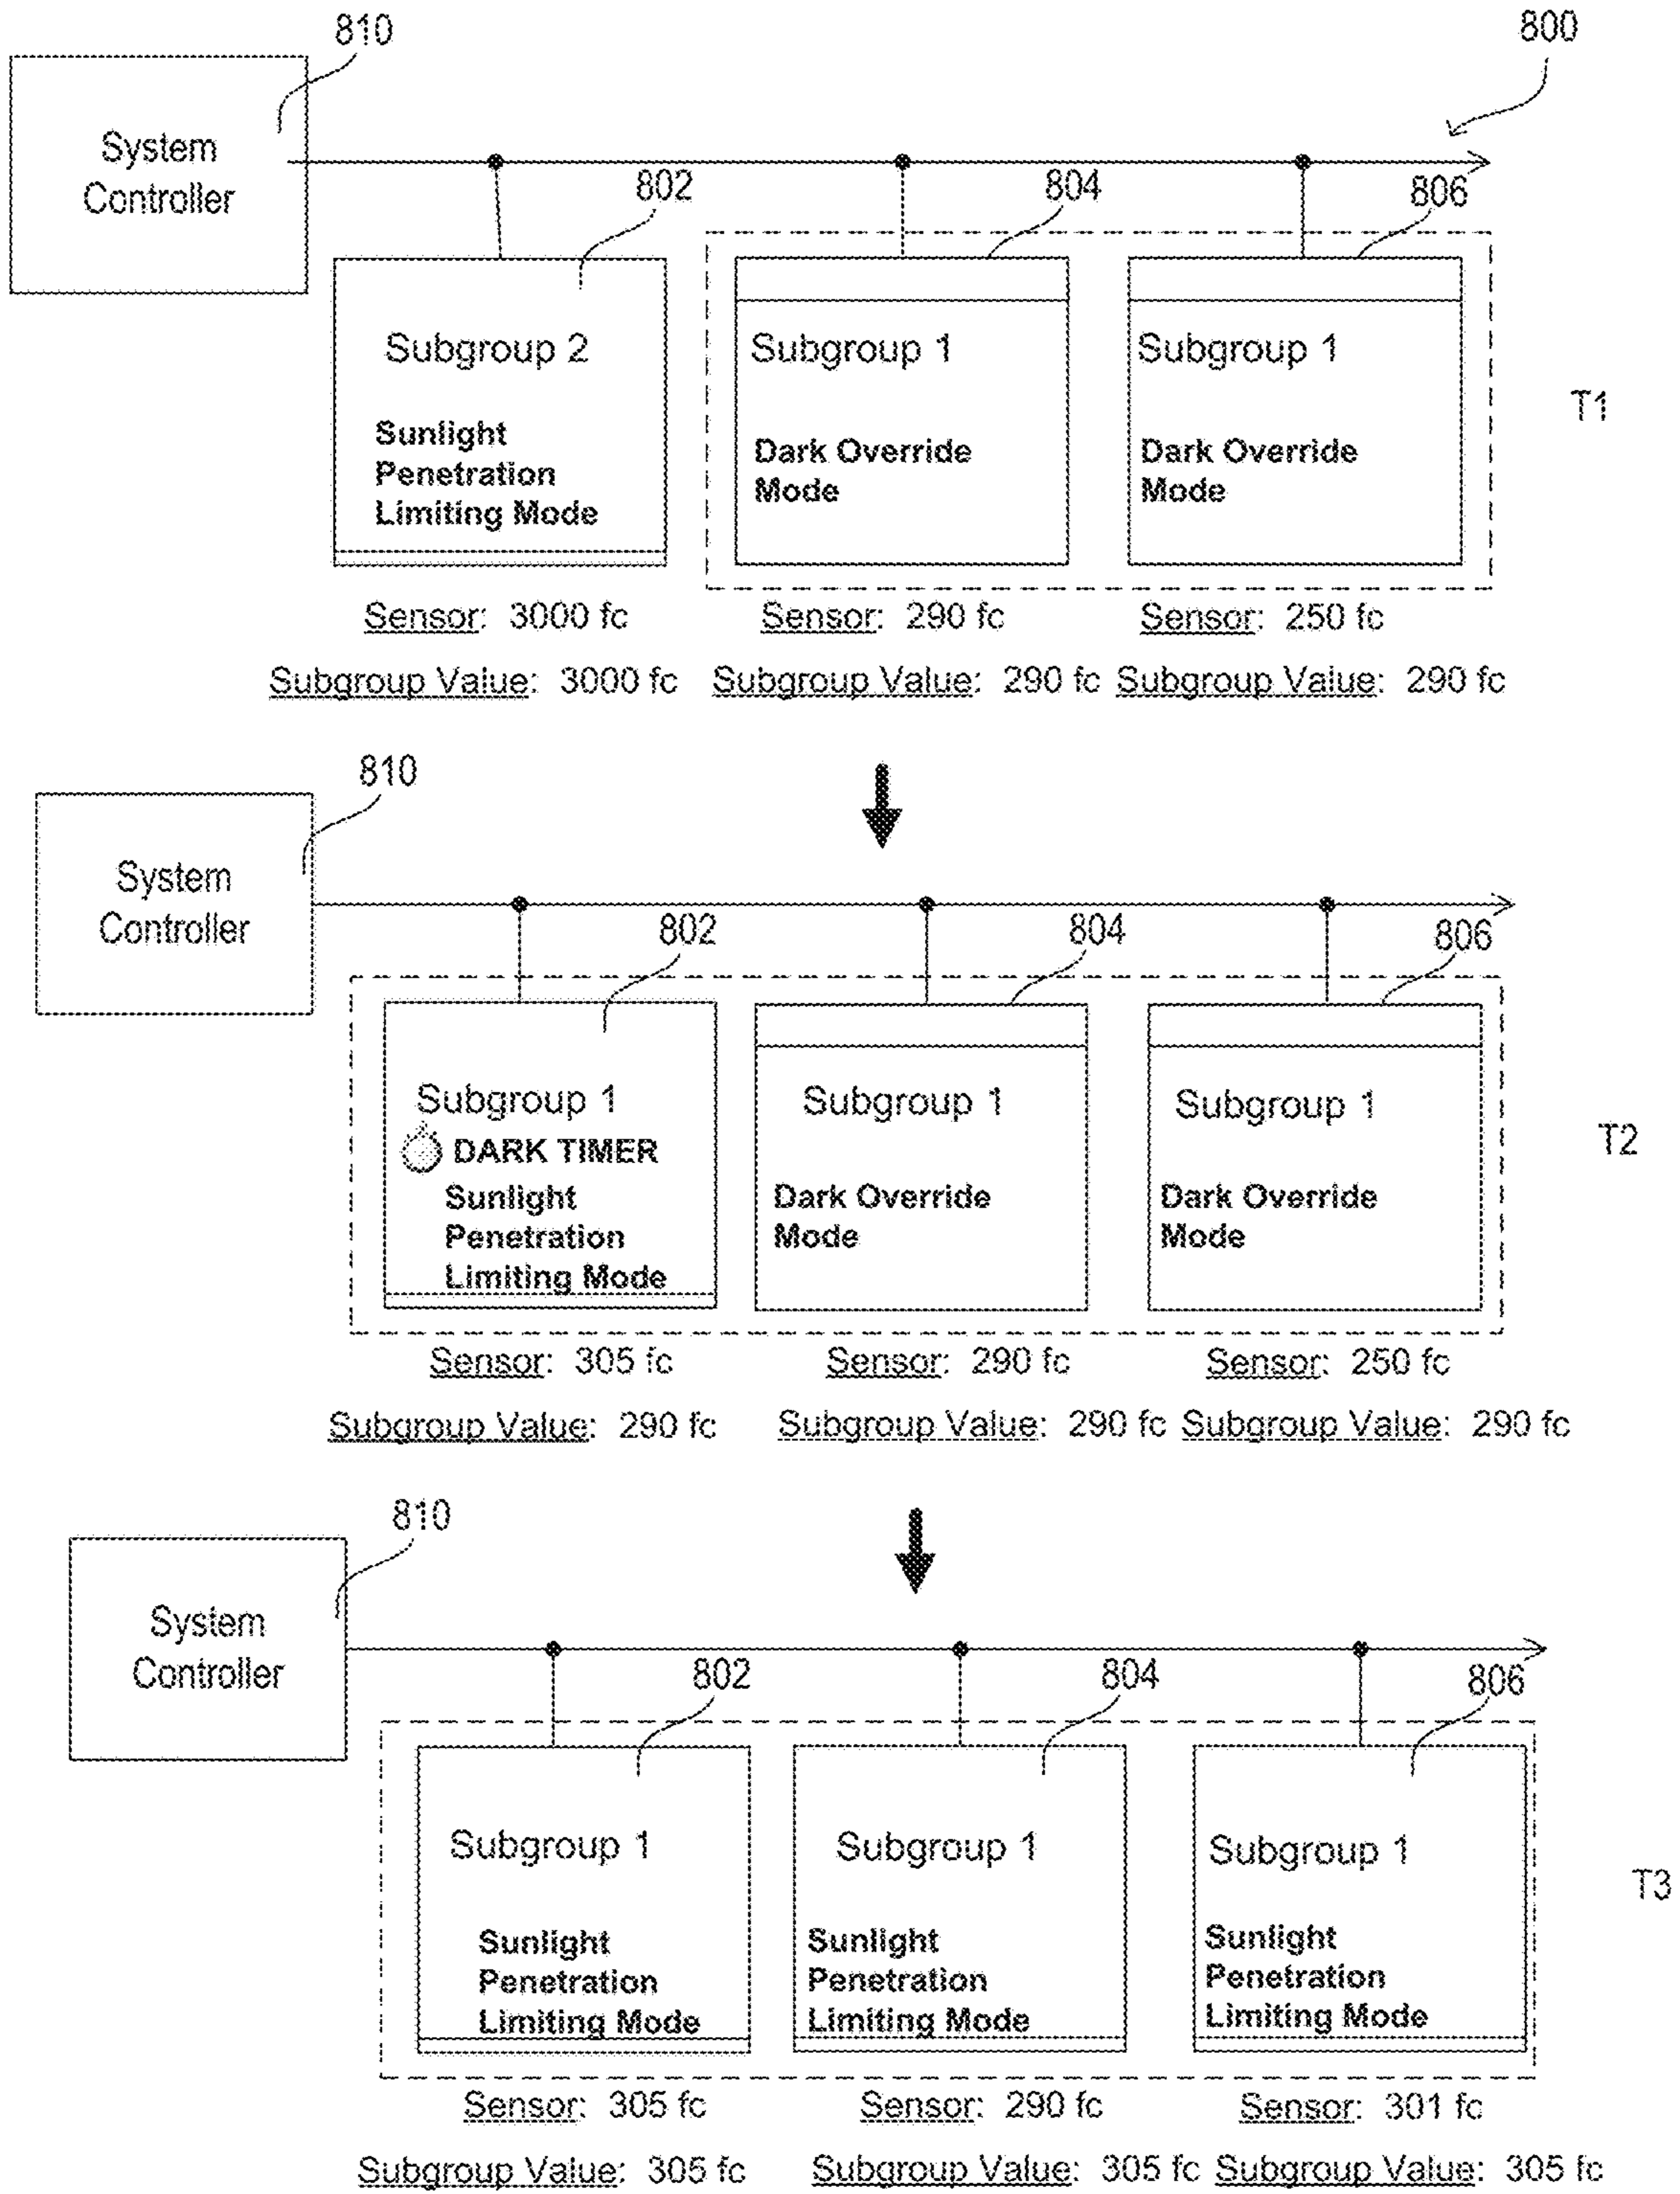 810
800
System
Controller
802
804
806
Subgroup 2
Subgroup 1
Subgroup 1
T1
Sunlight
Penetration
Limiting Mode
Dark Override
Mode
Dark Override
Mode
Sensor: 3000 fc
Sensor: 290 fc
Sensor: 250 fc
Subgroup Value: 3000 fc
Subgroup Value: 290 fc
Subgroup Value: 290 fc
810
System
Controller
802
804
806
Subgroup 1
Subgroup 1
Subgroup 1
T2
DARK TIMER
Sunlight
Penetration
Limiting Mode
Dark Override
Mode
Dark Override
Mode
Sensor: 305 fc
Sensor: 290 fc
Sensor: 250 fc
Subgroup Value: 290 fc
Subgroup Value: 290 fc
Subgroup Value: 290 fc
810
System
Controller
802
804
806
Subgroup 1
Subgroup 1
Subgroup 1
T3
Sunlight
Penetration
Limiting Mode
Sunlight
Penetration
Limiting Mode
Sunlight
Penetration
Limiting Mode
Sensor: 305 fc
Sensor: 290 fc
Sensor: 301 fc
Subgroup Value: 305 fc
Subgroup Value: 305 fc
Subgroup Value: 305 fc